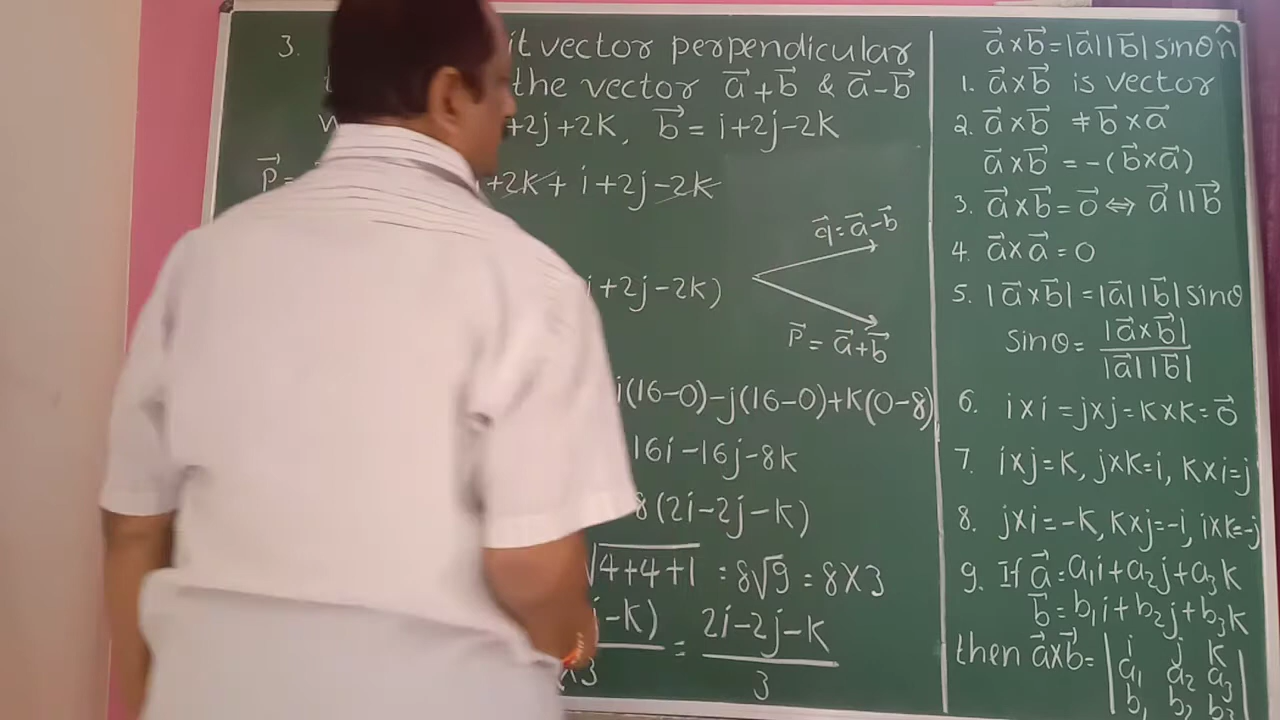 3. it vector perpendicular
the vector a⃗+b⃗ & a⃗-b⃗
+2j+2k, b⃗ = i+2j-2k
P⃗ = +2k + i+2j-2k
q⃗=a⃗-b⃗
i+2j-2k)
P⃗ = a⃗+b⃗
i(16-0)-j(16-0)+k(0-8)
16i-16j-8k
8(2i-2j-k)
√4+4+1 = 8√9 = 8×3
j-k) / ×3 = 2i-2j-k / 3
a⃗×b⃗ = |a⃗||b⃗| sinθ n̂
1. a⃗×b⃗ is vector
2. a⃗×b⃗ ≠ b⃗×a⃗
a⃗×b⃗ = -(b⃗×a⃗)
3. a⃗×b⃗ = 0⃗ ⇔ a⃗ || b⃗
4. a⃗×a⃗ = 0
5. |a⃗×b⃗| = |a⃗||b⃗| sinθ
sinθ = |a⃗×b⃗| / |a⃗||b⃗|
6. i×i = j×j = k×k = 0⃗
7. i×j=k, j×k=i, k×i=j
8. j×i=-k, k×j=-i, i×k=-j
9. If a⃗ = a₁i+a₂j+a₃k
b⃗ = b₁i+b₂j+b₃k
then a⃗×b⃗ = | i j k
a₁ a₂ a₃
b₁ b₂ b₃ |